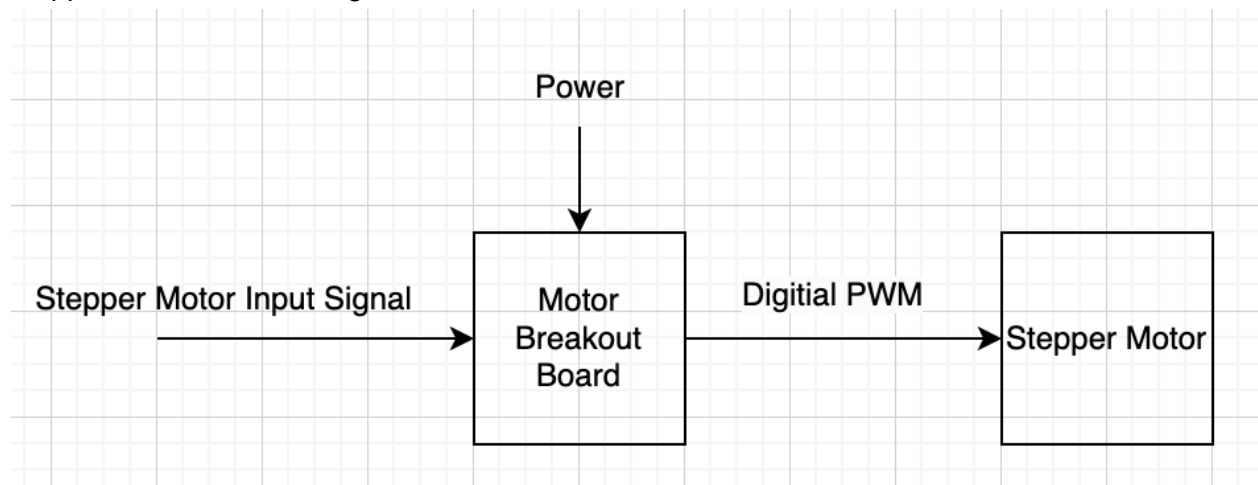 Power
Stepper Motor Input Signal
Motor
Breakout
Board
Digitial PWM
Stepper Motor